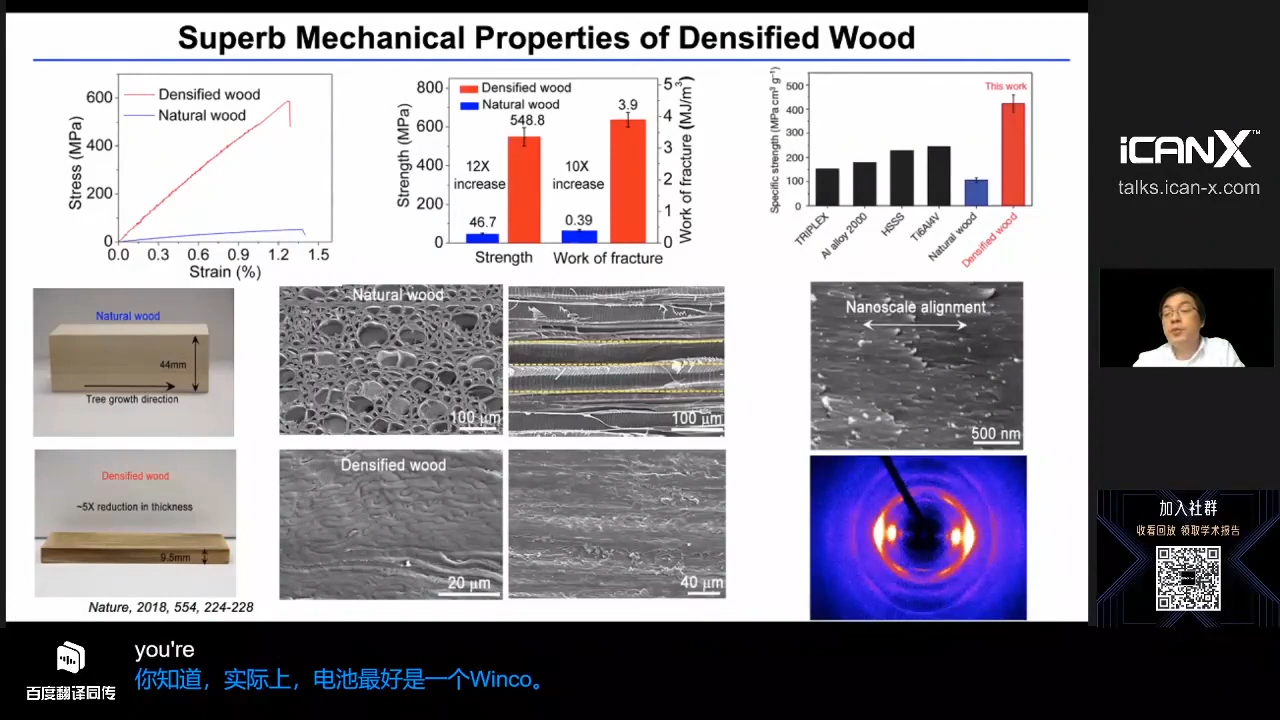 Superb Mechanical Properties of Densified Wood
Stress (MPa)
600
400
200
0
Densified wood
Natural wood
0.0 0.3 0.6 0.9 1.2 1.5
Strain (%)
Strength (MPa)
800
600
400
200
0
Densified wood
Natural wood
548.8
3.9
12X
increase
10X
increase
46.7
0.39
Strength Work of fracture
5
4
3
2
1
0
Work of fracture (MJ/m³)
Specific strength (MPa cm³ g⁻¹)
500
400
300
200
100
0
This work
TRIPLEX
Al alloy 2000
HSSS
Ti6Al4V
Natural wood
Densified wood
Natural wood
44mm
Tree growth direction
Natural wood
100 μm
100 μm
Nanoscale alignment
500 nm
Densified wood
~5X reduction in thickness
9.5mm
Densified wood
20 μm
40 μm
Nature, 2018, 554, 224-228
iCANX™
talks.ican-x.com
加入社群
收看回放 领取学术报告
百度翻译同传
you're
你知道，实际上，电池最好是一个Winco。